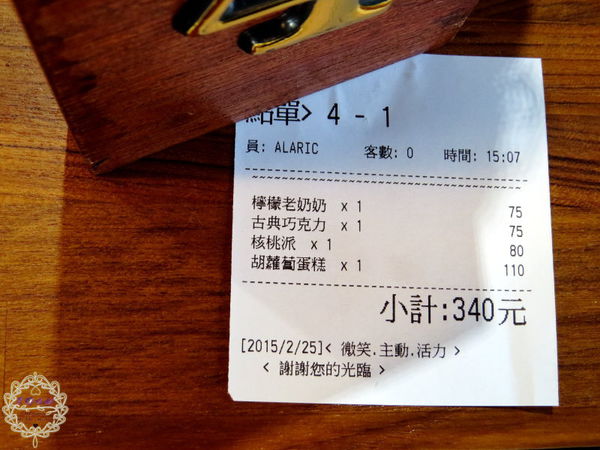 點單> 4 - 1
員: ALARIC 客數: 0 時間: 15:07
檸檬老奶奶 x 1 75
古典巧克力 x 1 75
核桃派 x 1 80
胡蘿蔔蛋糕 x 1 110
小計:340元
[2015/2/25]< 微笑.主動.活力 >
< 謝謝您的光臨 >